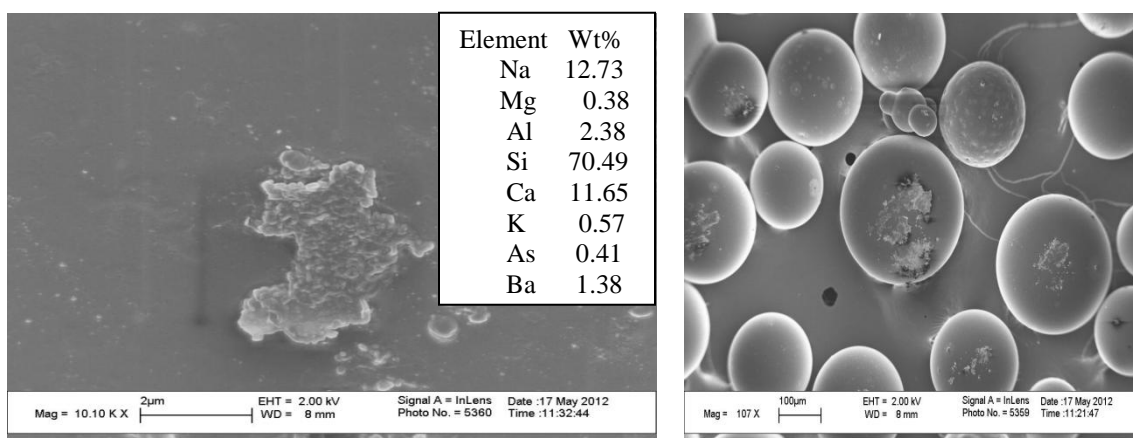 Element Wt%
Na 12.73
Mg 0.38
Al 2.38
Si 70.49
Ca 11.65
K 0.57
As 0.41
Ba 1.38
Mag = 10.10 K X
2µm
EHT = 2.00 kV
WD = 8 mm
Signal A = InLens
Photo No. = 5360
Date :17 May 2012
Time :11:32:44
Mag = 107 X
100µm
EHT = 2.00 kV
WD = 8 mm
Signal A = InLens
Photo No. = 5359
Date :17 May 2012
Time :11:21:47